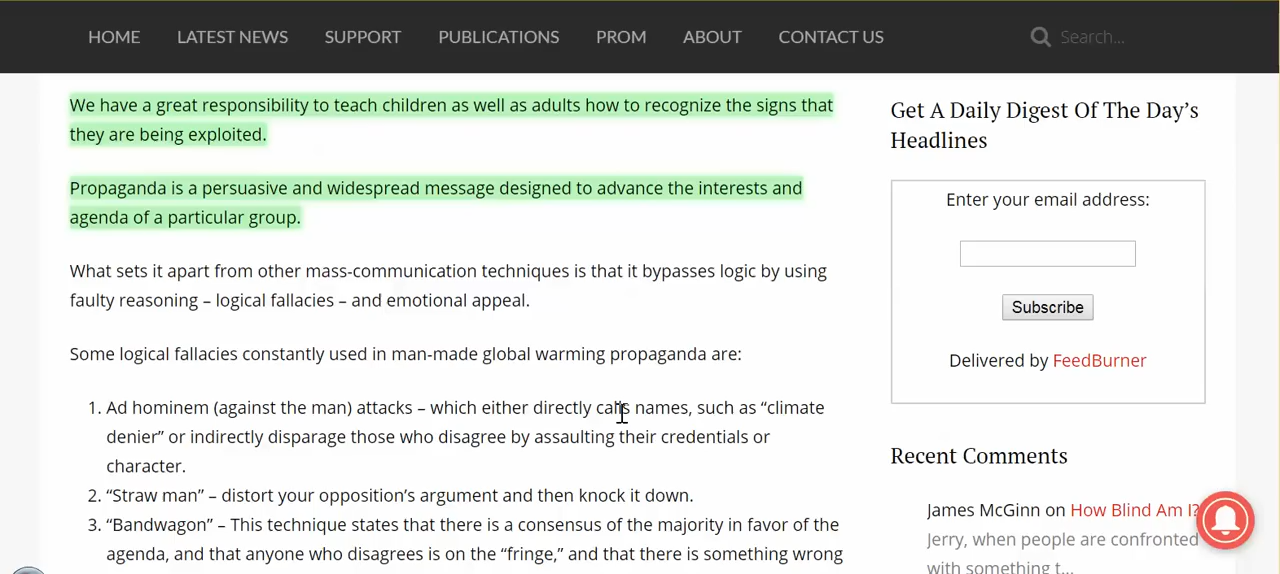 HOME LATEST NEWS SUPPORT PUBLICATIONS PROM ABOUT CONTACT US Search...
We have a great responsibility to teach children as well as adults how to recognize the signs that
they are being exploited.
Propaganda is a persuasive and widespread message designed to advance the interests and
agenda of a particular group.
What sets it apart from other mass-communication techniques is that it bypasses logic by using
faulty reasoning – logical fallacies – and emotional appeal.
Some logical fallacies constantly used in man-made global warming propaganda are:
1. Ad hominem (against the man) attacks – which either directly calls names, such as “climate
denier” or indirectly disparage those who disagree by assaulting their credentials or
character.
2. “Straw man” – distort your opposition’s argument and then knock it down.
3. “Bandwagon” – This technique states that there is a consensus of the majority in favor of the
agenda, and that anyone who disagrees is on the “fringe,” and that there is something wrong
Get A Daily Digest Of The Day’s
Headlines
Enter your email address:
Subscribe
Delivered by FeedBurner
Recent Comments
James McGinn on How Blind Am I?
Jerry, when people are confronted
with something t...